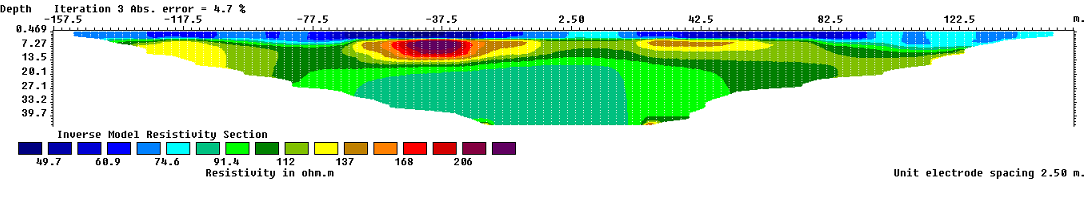 Depth Iteration 3 Abs. error = 4.7 %
-157.5 -117.5 -77.5 -37.5 2.50 42.5 82.5 122.5 m.
0.469
7.27
13.5
20.1
27.1
33.2
39.7
Inverse Model Resistivity Section
49.7 60.9 74.6 91.4 112 137 168 206
Resistivity in ohm.m Unit electrode spacing 2.50 m.